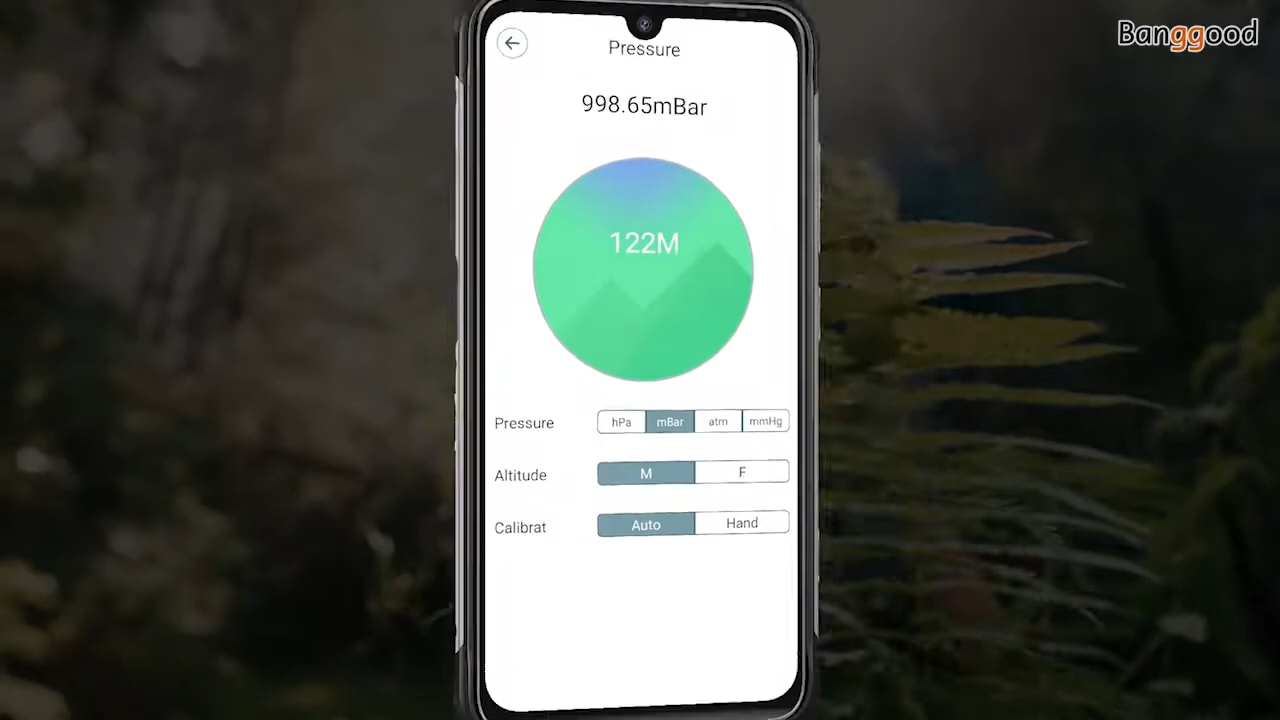 Banggood
Pressure
998.65mBar
122M
Pressure hPa mBar atm mmHg
Altitude M F
Calibrat Auto Hand